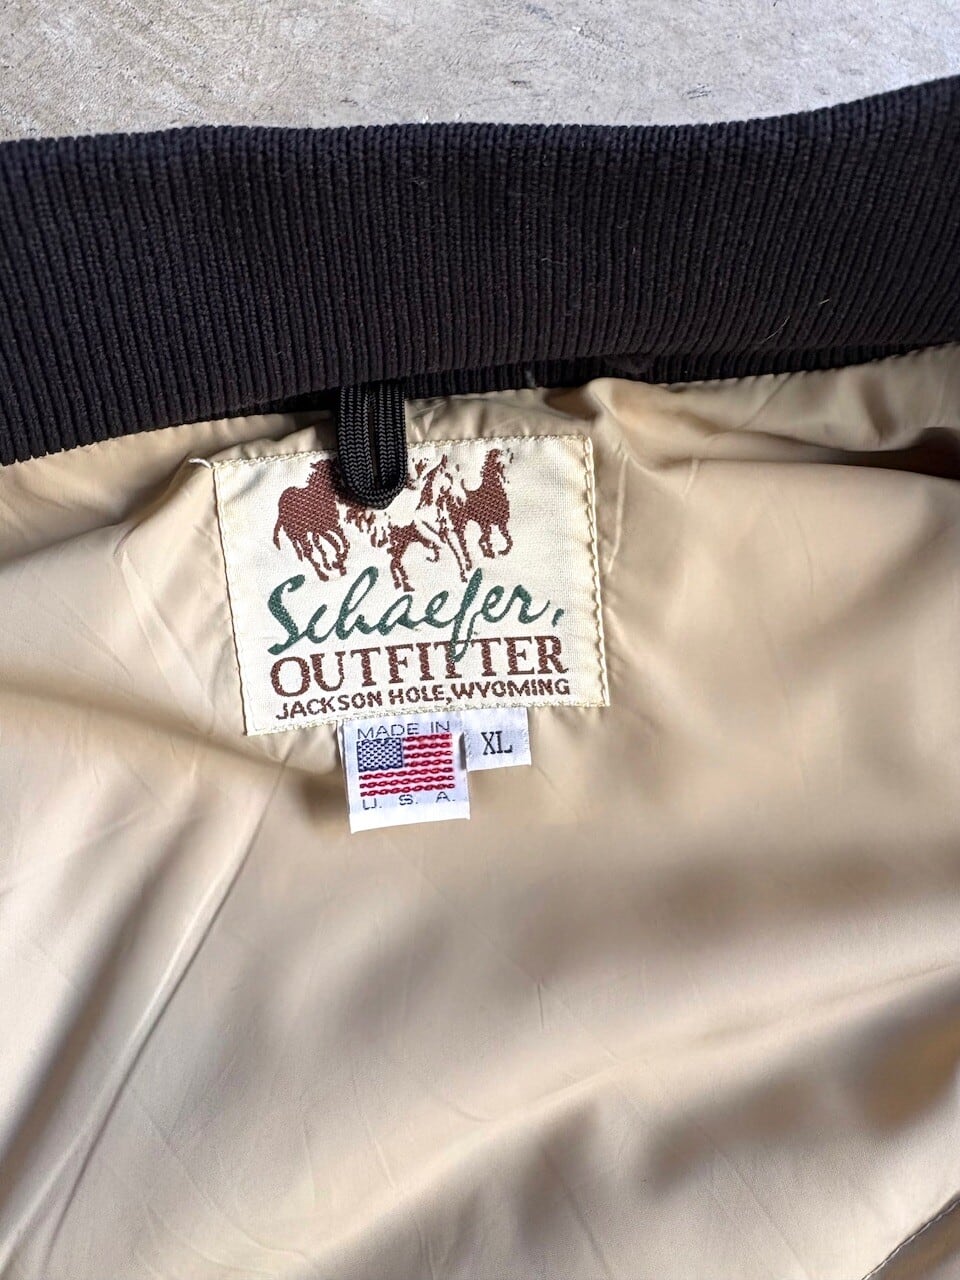 Schaefer,
OUTFITTER
JACKSON HOLE, WYOMING
MADE IN
U. S. A.
XL